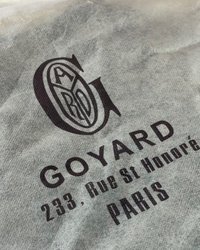 GOYARD
233, Rue St Honoré
PARIS